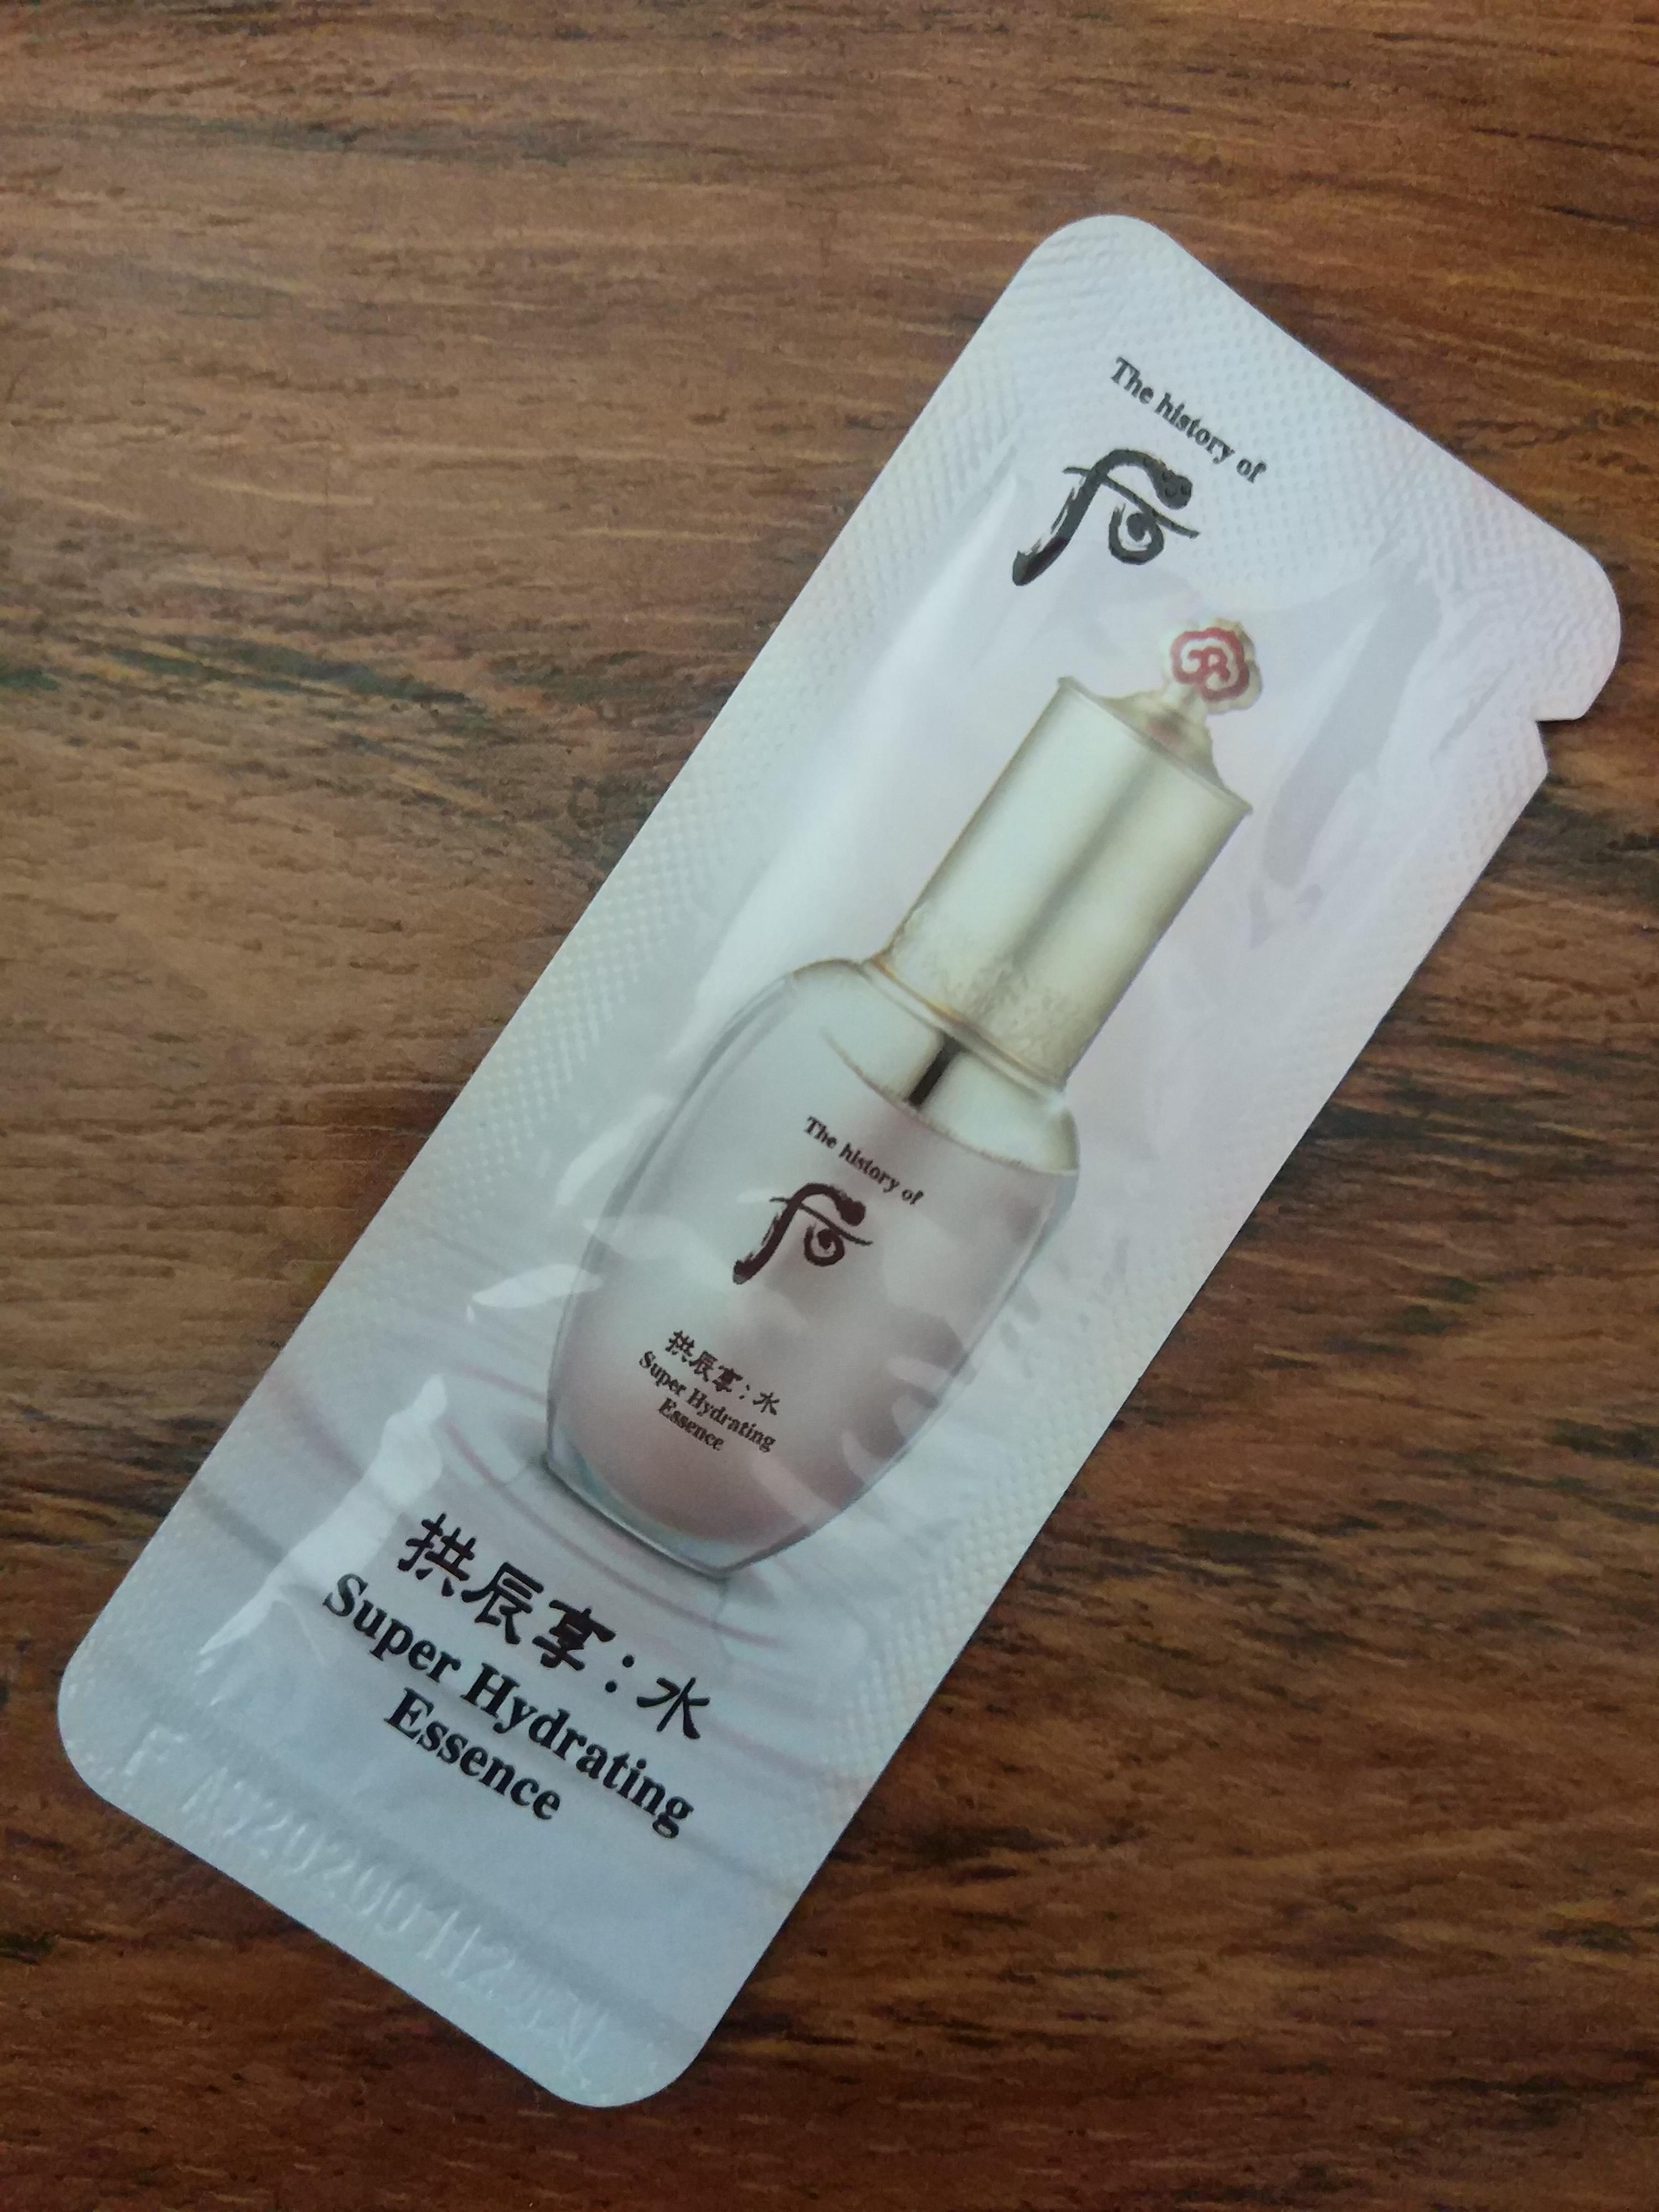 The history of
后
The history of
后
拱辰享：水
Super Hydrating
Essence
拱辰享：水
Super Hydrating
Essence